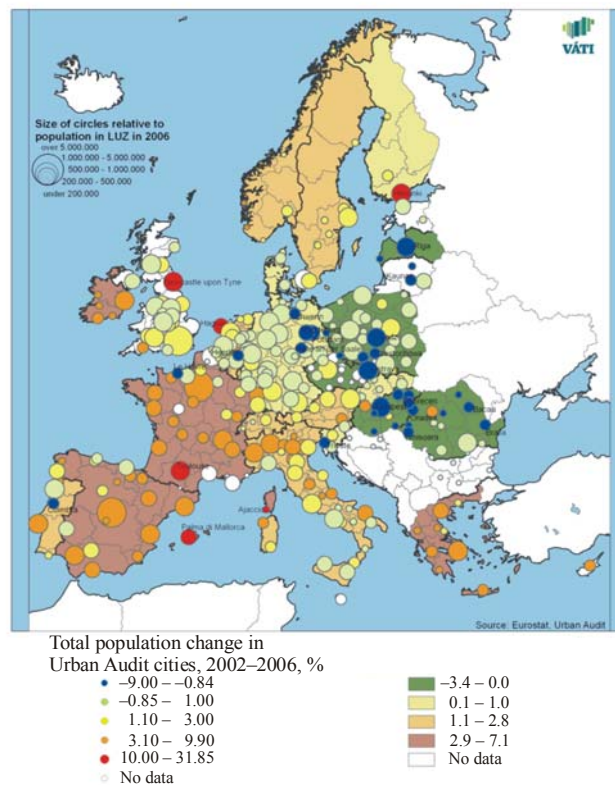 VÁTI
Size of circles relative to
population in LUZ in 2006
over 5.000.000
1.000.000 - 5.000.000
500.000 - 1.000.000
200.000 - 500.000
under 200.000
Riga
Kaunas
Newcastle upon Tyne
Ajaccio
Palma di Mallorca
Source: Eurostat, Urban Audit
Total population change in
Urban Audit cities, 2002–2006, %
–9.00 – –0.84
–0.85 – 1.00
1.10 – 3.00
3.10 – 9.90
10.00 – 31.85
No data
–3.4 – 0.0
0.1 – 1.0
1.1 – 2.8
2.9 – 7.1
No data